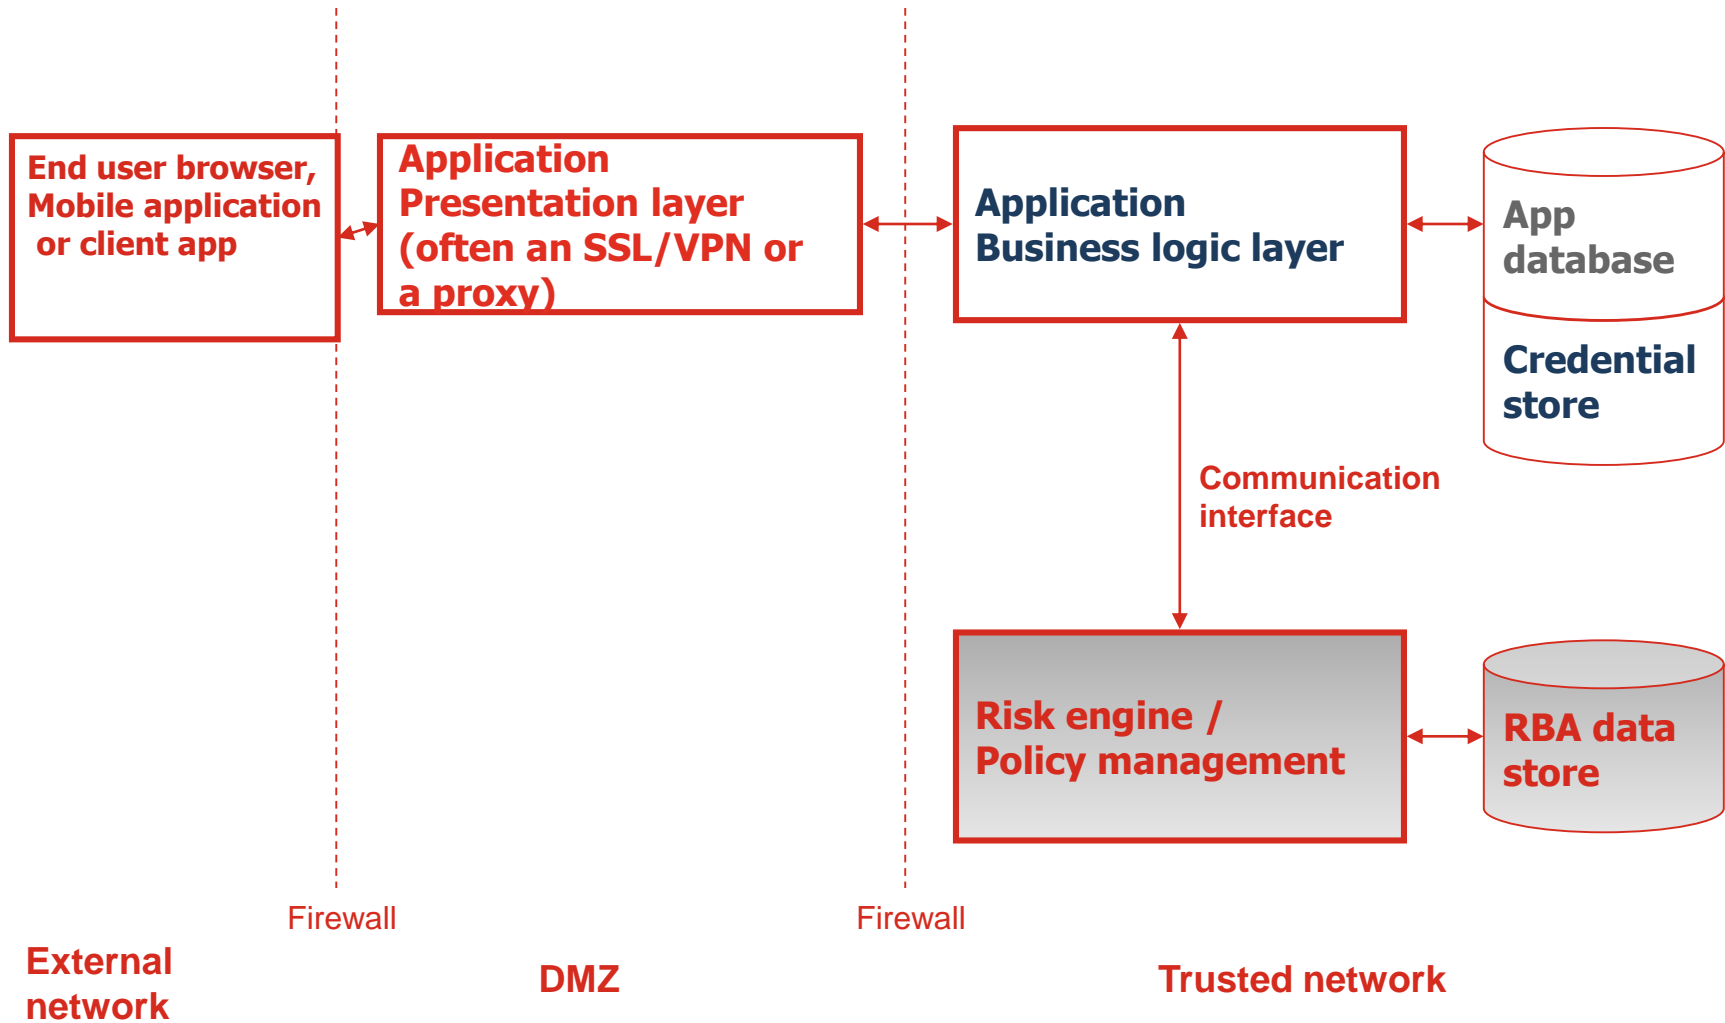 End user browser,
Mobile application
or client app
Application
Presentation layer
(often an SSL/VPN or
a proxy)
Application
Business logic layer
App
database
Credential
store
Communication
interface
Risk engine /
Policy management
RBA data
store
Firewall
Firewall
External
network
DMZ
Trusted network